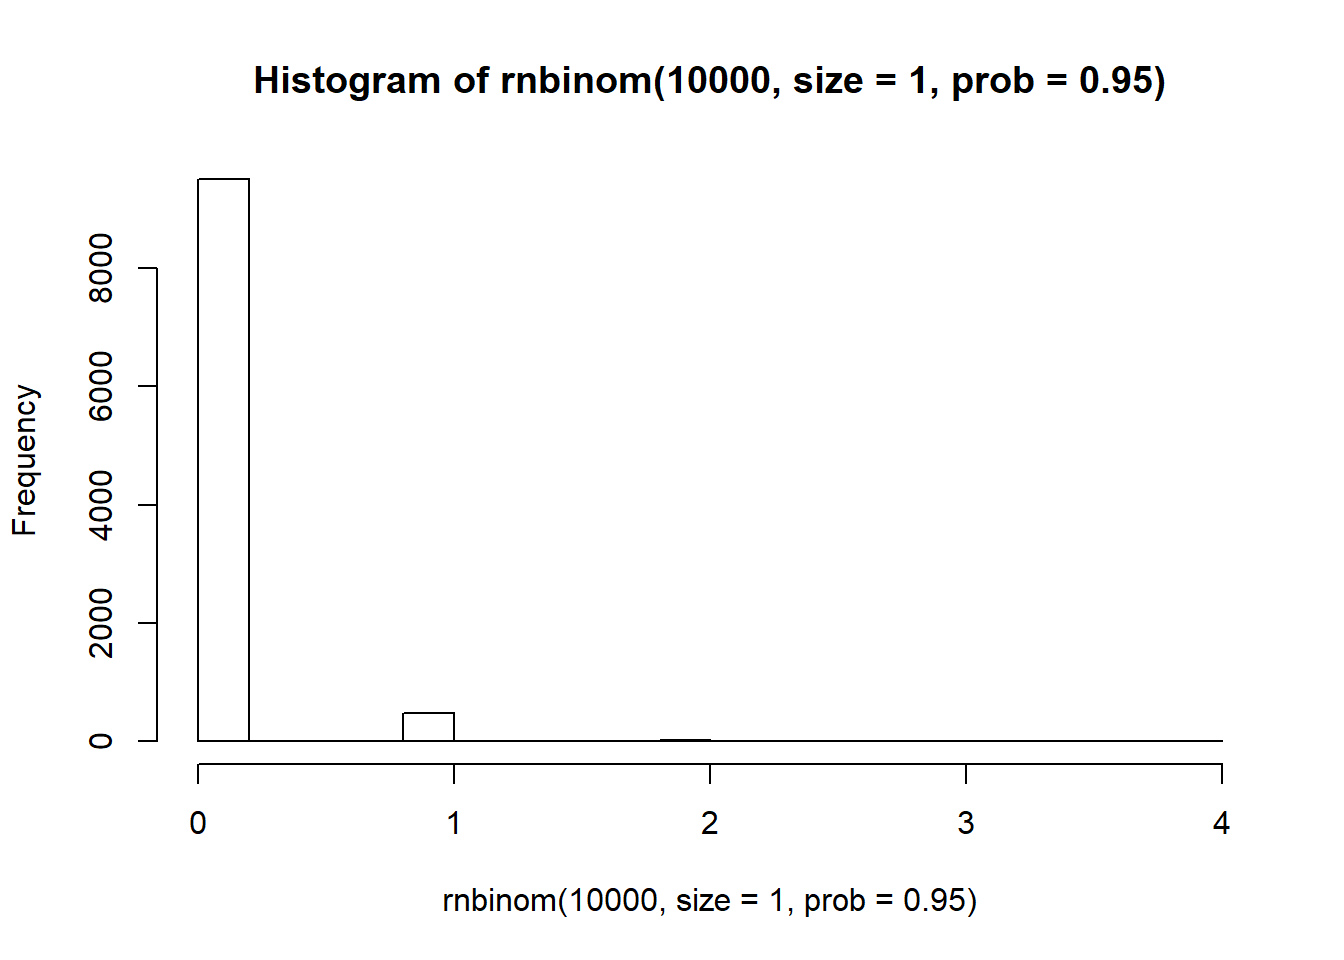 Histogram of rnbinom(10000, size = 1, prob = 0.95)
Frequency
8000
6000
4000
2000
0
0 1 2 3 4
rnbinom(10000, size = 1, prob = 0.95)